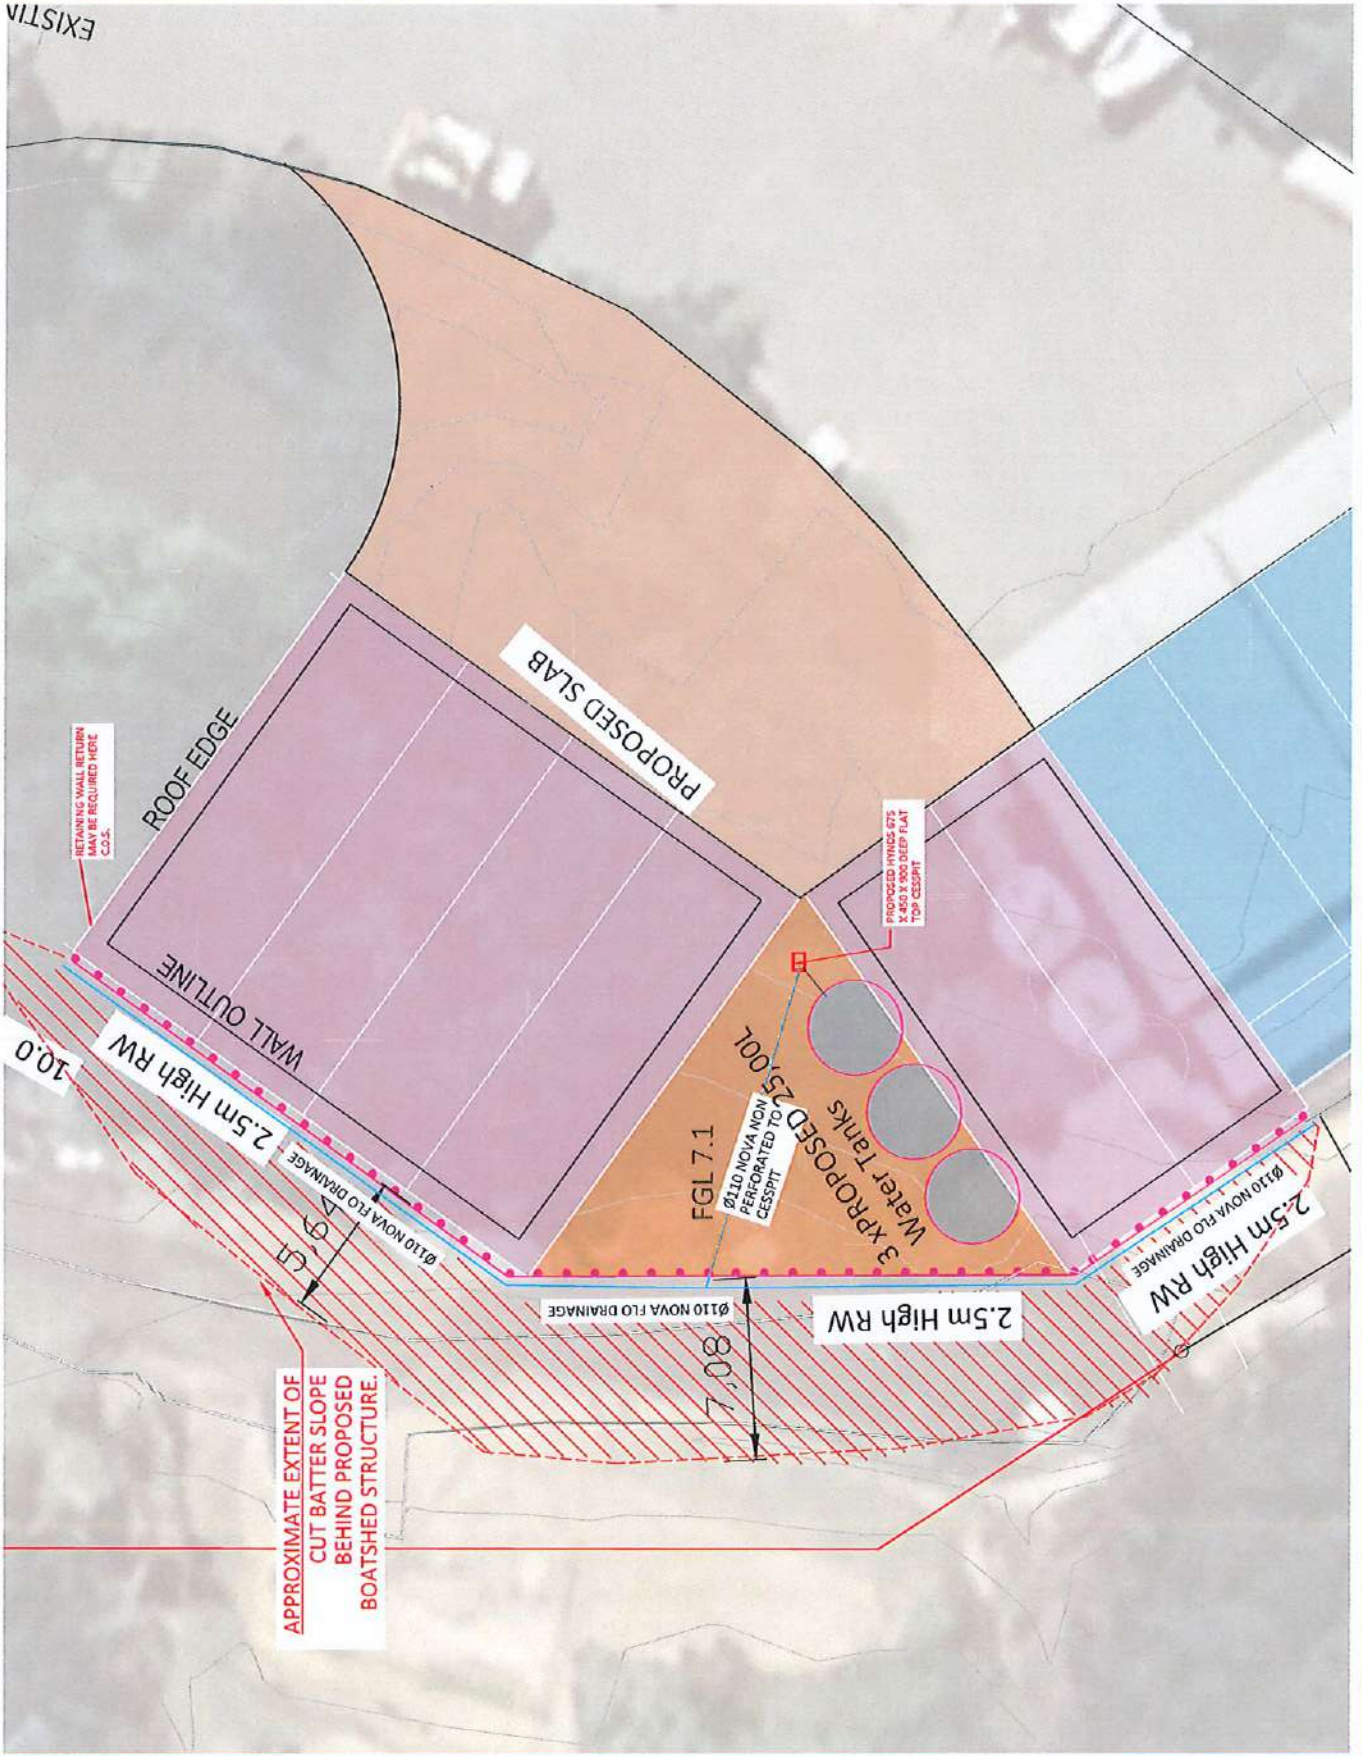 EXISTIN
RETAINING WALL RETURN
MAY BE REQUIRED HERE
C.O.S.
ROOF EDGE
WALL OUTLINE
10.0
2.5m High RW
Ø110 NOVA FLO DRAINAGE
5,64
APPROXIMATE EXTENT OF
CUT BATTER SLOPE
BEHIND PROPOSED
BOATSHED STRUCTURE.
PROPOSED SLAB
FGL 7.1
Ø110 NOVA NON
PERFORATED TO
CESSPIT
3 xPROPOSED 25,000L
Water Tanks
PROPOSED HYNDS 675
X 450 X 900 DEEP FLAT
TOP CESSPIT
Ø110 NOVA FLO DRAINAGE
7,08
2.5m High RW
Ø110 NOVA FLO DRAINAGE
2.5m High RW